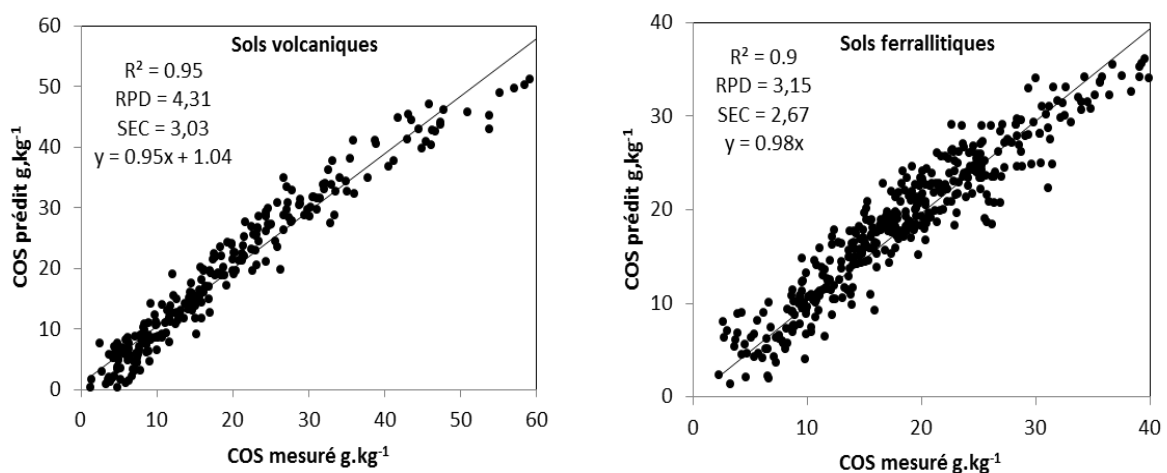 Sols volcaniques
R² = 0.95
RPD = 4,31
SEC = 3,03
y = 0.95x + 1.04
COS prédit g,kg⁻¹
60
50
40
30
20
10
0
0 10 20 30 40 50 60
COS mesuré g.kg⁻¹
Sols ferrallitiques
R² = 0.9
RPD = 3,15
SEC = 2,67
y = 0.98x
COS prédit g,kg⁻¹
40
30
20
10
0
0 10 20 30 40
COS mesuré g.kg⁻¹